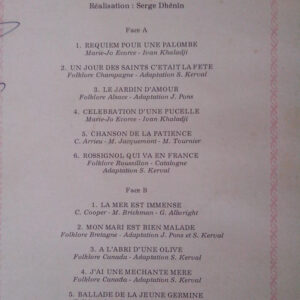 Réalisation : Serge Dhénin
Face A
1. REQUIEM POUR UNE PALOMBE
Marie-Jo Evorce - Ivan Khaladji
2. UN JOUR DES SAINTS C'ETAIT LA FETE
Folklore Champagne - Adaptation S. Kerval
3. LE JARDIN D'AMOUR
Folklore Alsace - Adaptation J. Pons
4. CELEBRATION D'UNE PUCELLE
Marie-Jo Evorce - Ivan Khaladji
5. CHANSON DE LA PATIENCE
C. Arrieu - M. Jacquemont - M. Tournier
6. ROSSIGNOL QUI VA EN FRANCE
Folklore Roussillon - Catalogne
Adaptation S. Kerval
Face B
1. LA MER EST IMMENSE
C. Cooper - M. Brichman - G. Albright
2. MON MARI EST BIEN MALADE
Folklore Bretagne - Adaptation J. Pons et S. Kerval
3. A L'ABRI D'UNE OLIVE
Folklore Canada - Adaptation S. Kerval
4. J'AI UNE MECHANTE MERE
Folklore Canada - Adaptation S. Kerval
5. BALLADE DE LA JEUNE GERMINE